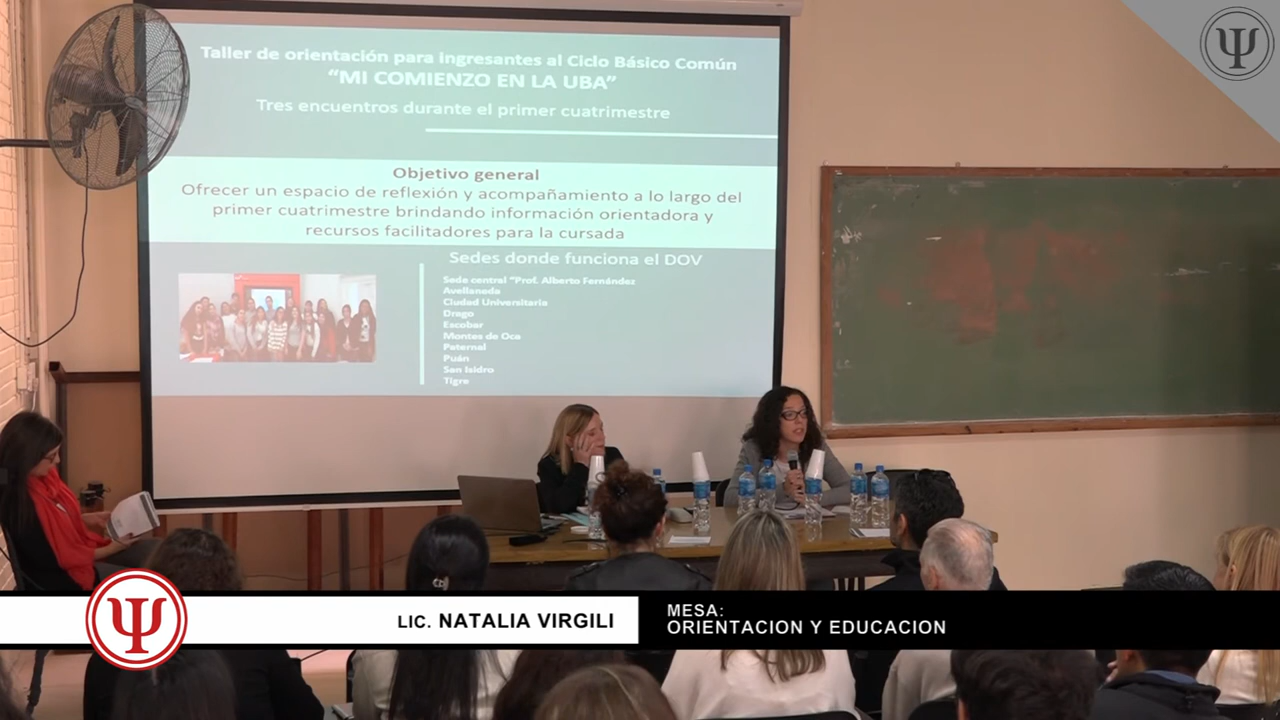 Taller de orientación para ingresantes al Ciclo Básico Común
“MI COMIENZO EN LA UBA”
Tres encuentros durante el primer cuatrimestre
Objetivo general
Ofrecer un espacio de reflexión y acompañamiento a lo largo del
primer cuatrimestre brindando información orientadora y
recursos facilitadores para la cursada
Sedes donde funciona el DOV
Sede central “Prof. Alberto Fernández
Avellaneda
Ciudad Universitaria
Drago
Escobar
Montes de Oca
Paternal
Puán
San Isidro
Tigre
Ψ
Ψ
LIC. NATALIA VIRGILI
MESA:
ORIENTACION Y EDUCACION